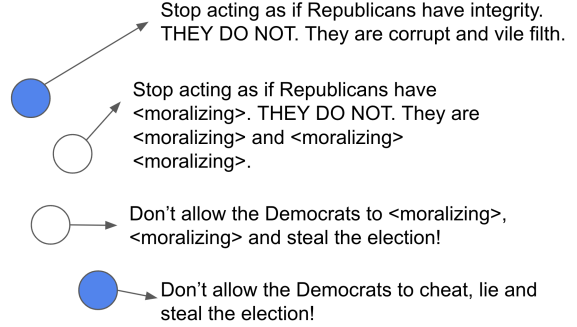 Stop acting as if Republicans have integrity.
THEY DO NOT. They are corrupt and vile filth.
Stop acting as if Republicans have
<moralizing>. THEY DO NOT. They are
<moralizing> and <moralizing>
<moralizing>.
Don’t allow the Democrats to <moralizing>,
<moralizing> and steal the election!
Don’t allow the Democrats to cheat, lie and
steal the election!